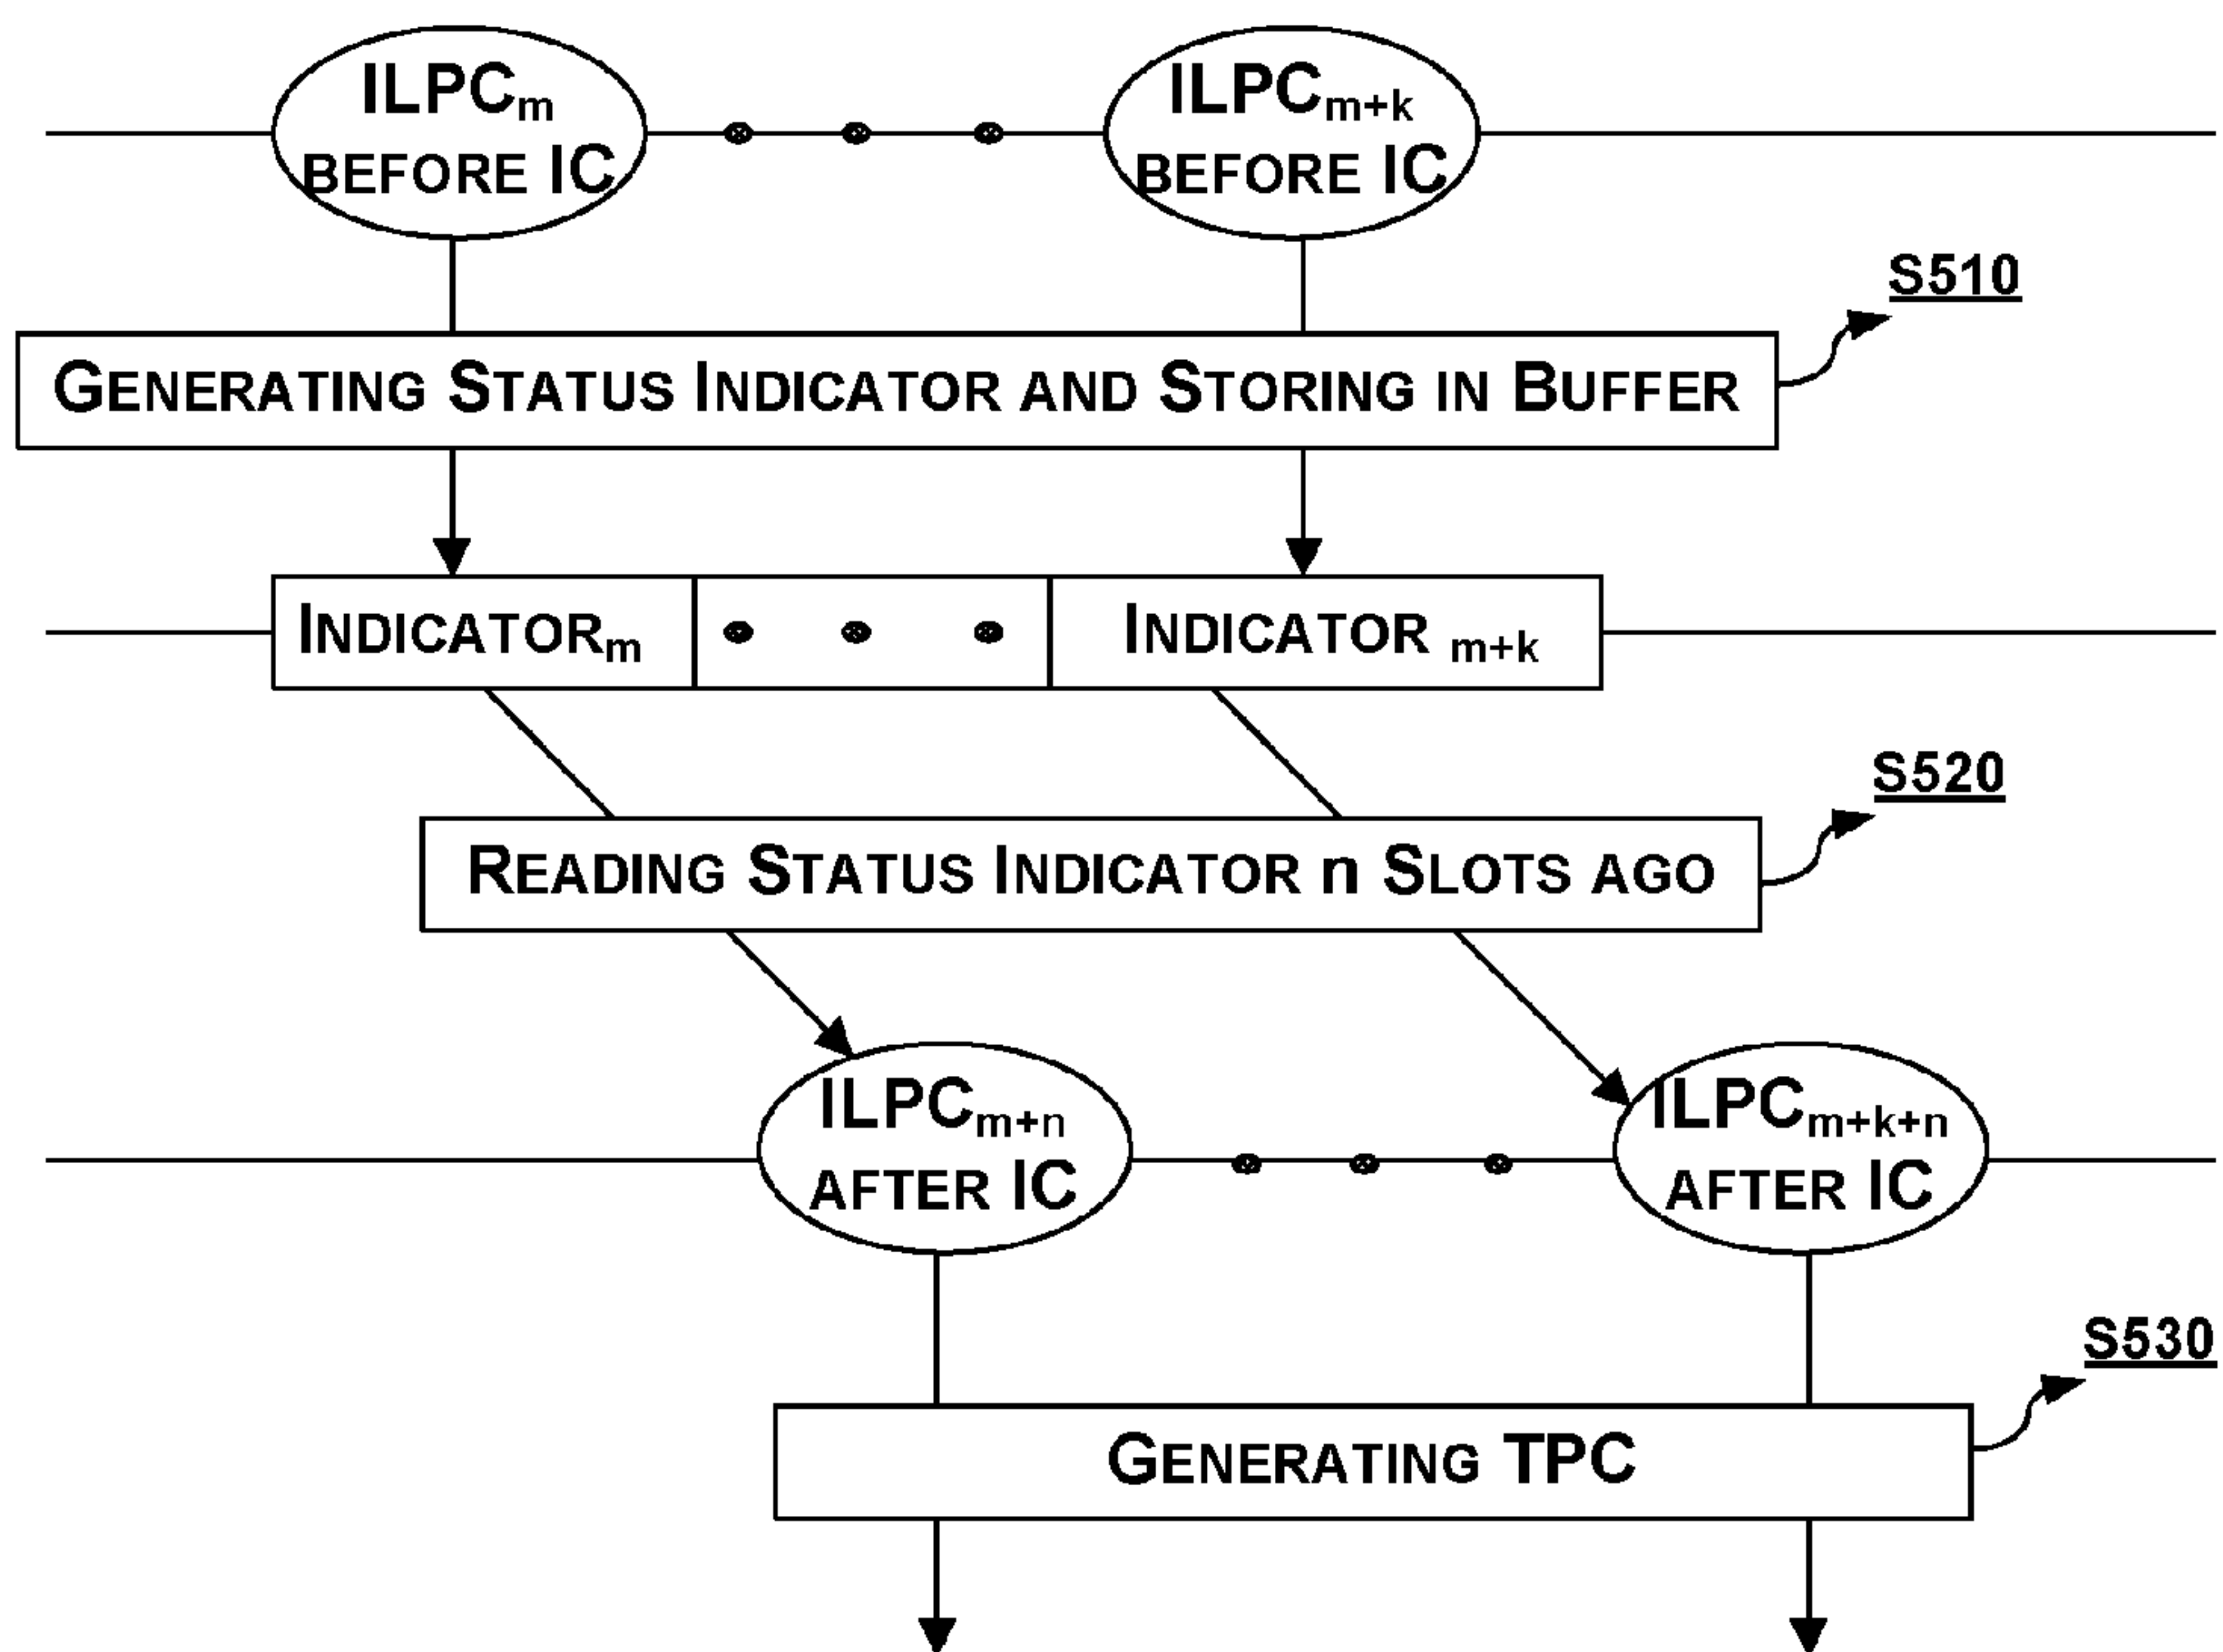 ILPCm
BEFORE IC
ILPCm+k
BEFORE IC
S510
GENERATING STATUS INDICATOR AND STORING IN BUFFER
INDICATORm
INDICATOR m+k
S520
READING STATUS INDICATOR n SLOTS AGO
ILPCm+n
AFTER IC
ILPCm+k+n
AFTER IC
S530
GENERATING TPC